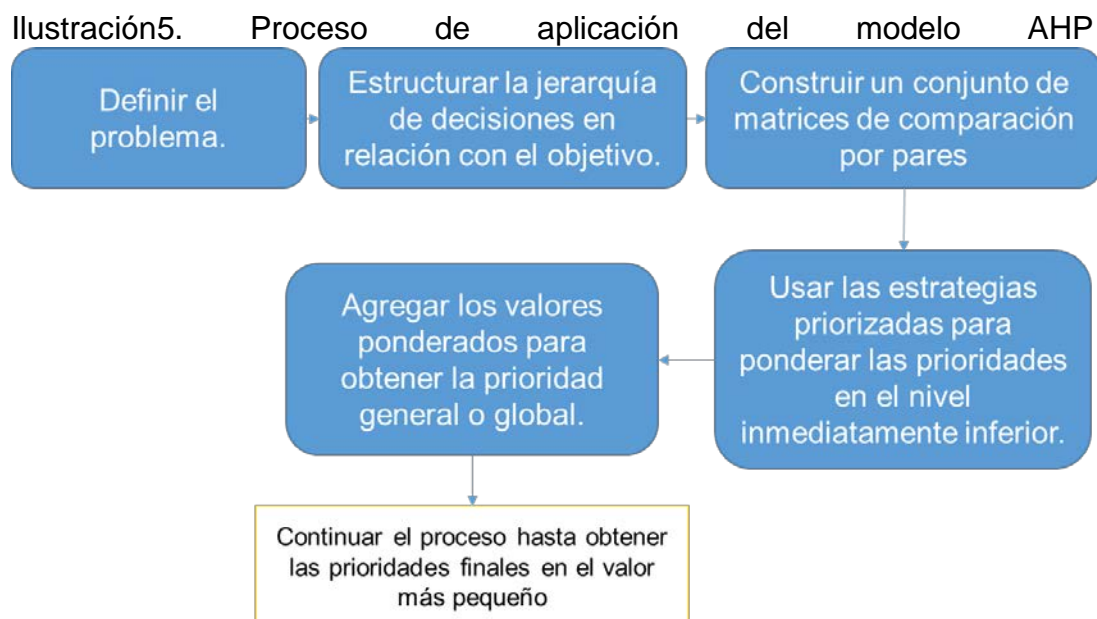 Ilustración5. Proceso de aplicación del modelo AHP
Definir el
problema.
Estructurar la jerarquía
de decisiones en
relación con el objetivo.
Construir un conjunto de
matrices de comparación
por pares
Usar las estrategias
priorizadas para
ponderar las prioridades
en el nivel
inmediatamente inferior.
Agregar los valores
ponderados para
obtener la prioridad
general o global.
Continuar el proceso hasta obtener
las prioridades finales en el valor
más pequeño